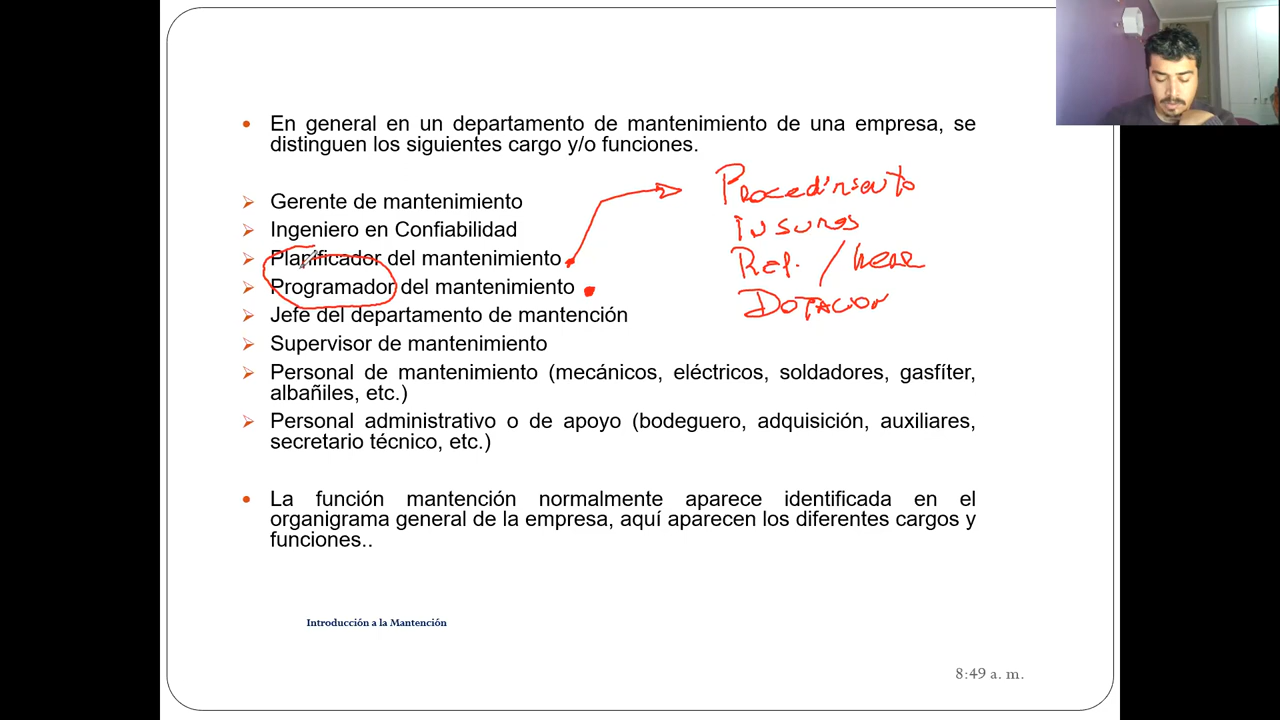 En general en un departamento de mantenimiento de una empresa, se
distinguen los siguientes cargo y/o funciones.
Gerente de mantenimiento
Ingeniero en Confiabilidad
Planificador del mantenimiento
Programador del mantenimiento
Jefe del departamento de mantención
Supervisor de mantenimiento
Personal de mantenimiento (mecánicos, eléctricos, soldadores, gasfíter,
albañiles, etc.)
Personal administrativo o de apoyo (bodeguero, adquisición, auxiliares,
secretario técnico, etc.)
La función mantención normalmente aparece identificada en el
organigrama general de la empresa, aquí aparecen los diferentes cargos y
funciones..
Procedimiento
Insumos
Rep. /
Dotacion
Introducción a la Mantención
8:49 a. m.